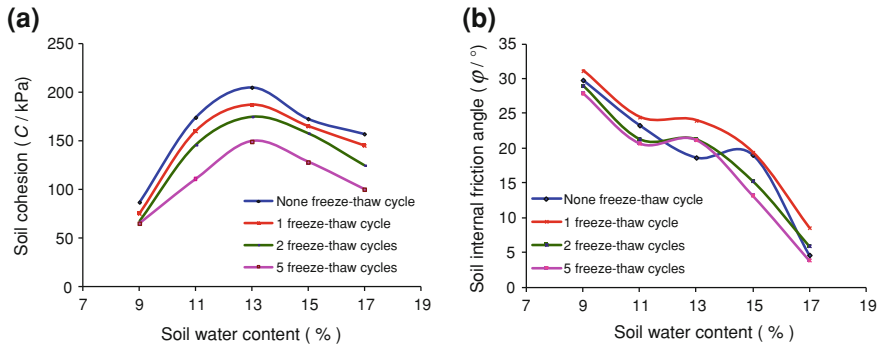 (a)
250
200
150
100
50
0
7 9 11 13 15 17 19
Soil cohesion ( C / kPa)
Soil water content ( % )
None freeze-thaw cycle
1 freeze-thaw cycle
2 freeze-thaw cycles
5 freeze-thaw cycles
(b)
35
30
25
20
15
10
5
0
7 9 11 13 15 17 19
Soil internal friction angle ( φ / ° )
Soil water content ( % )
None freeze-thaw cycle
1 freeze-thaw cycle
2 freeze-thaw cycles
5 freeze-thaw cycles